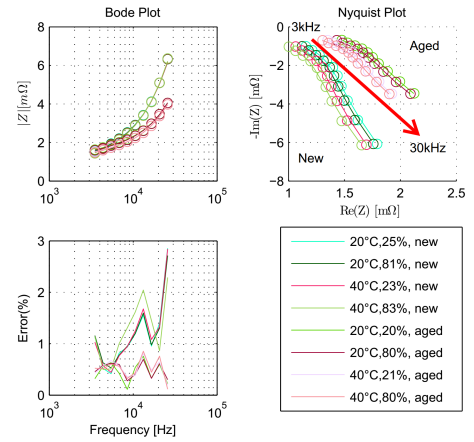 Bode Plot
|Z|[mΩ]
8
6
4
2
0
10^3
10^4
10^5
Nyquist Plot
-Im(Z) [mΩ]
0
−2
−4
−6
−8
3kHz
Aged
30kHz
New
1
1.5
2
2.5
Re(Z) [mΩ]
Error(%)
3
2
1
0
10^3
10^4
10^5
Frequency [Hz]
20°C,25%, new
20°C,81%, new
40°C,23%, new
40°C,83%, new
20°C,20%, aged
20°C,80%, aged
40°C,21%, aged
40°C,80%, aged